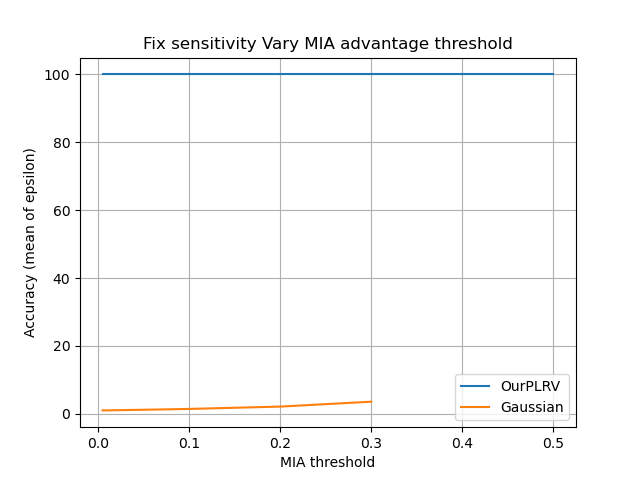 Fix sensitivity Vary MIA advantage threshold
Accuracy (mean of epsilon)
100
80
60
40
20
0
0.0 0.1 0.2 0.3 0.4 0.5
MIA threshold
OurPLRV
Gaussian